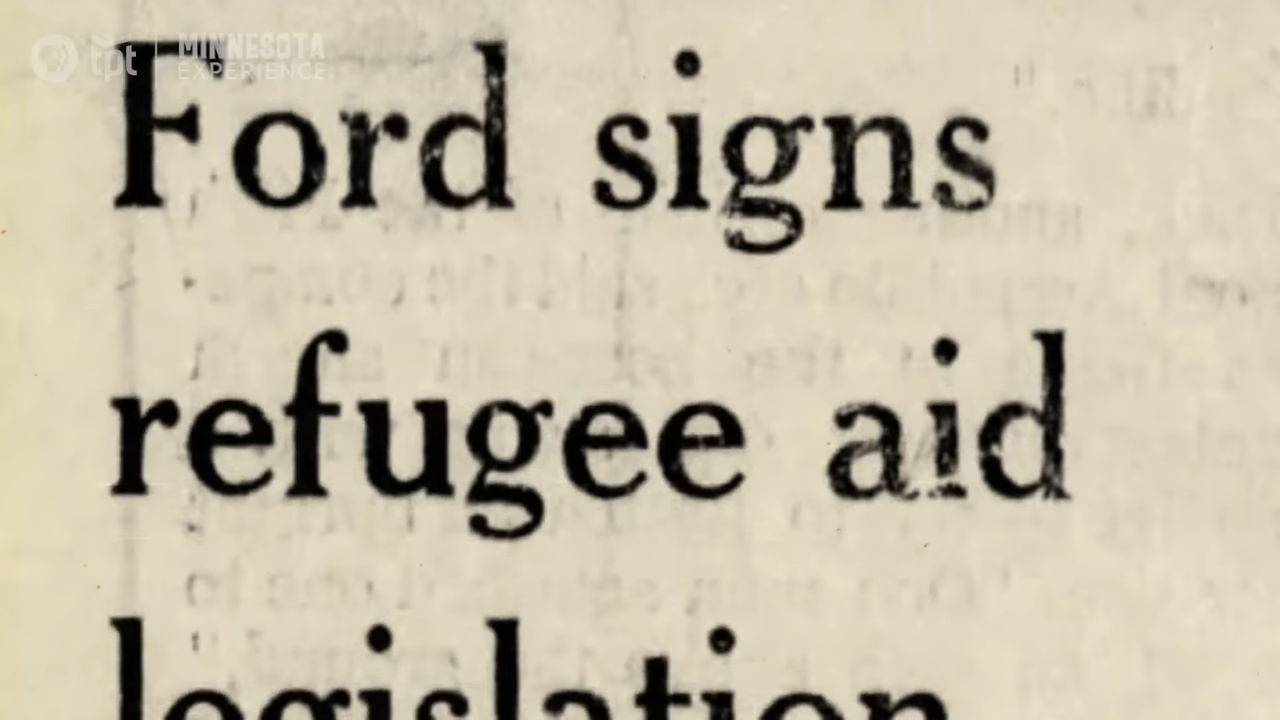 tpt MINNESOTA
EXPERIENCE
Ford signs
refugee aid
legislation